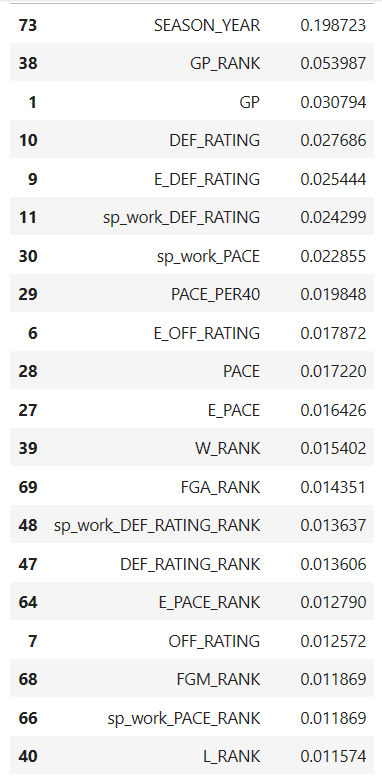 73 SEASON_YEAR 0.198723
38 GP_RANK 0.053987
1 GP 0.030794
10 DEF_RATING 0.027686
9 E_DEF_RATING 0.025444
11 sp_work_DEF_RATING 0.024299
30 sp_work_PACE 0.022855
29 PACE_PER40 0.019848
6 E_OFF_RATING 0.017872
28 PACE 0.017220
27 E_PACE 0.016426
39 W_RANK 0.015402
69 FGA_RANK 0.014351
48 sp_work_DEF_RATING_RANK 0.013637
47 DEF_RATING_RANK 0.013606
64 E_PACE_RANK 0.012790
7 OFF_RATING 0.012572
68 FGM_RANK 0.011869
66 sp_work_PACE_RANK 0.011869
40 L_RANK 0.011574